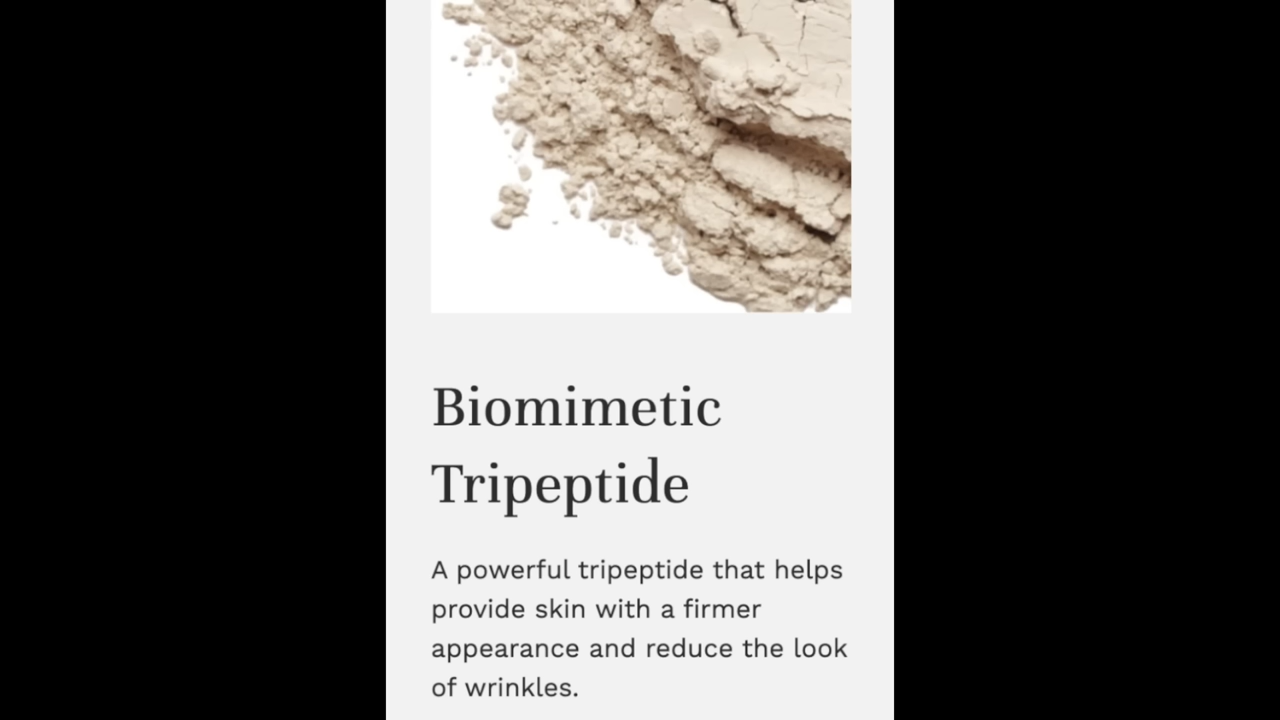 Biomimetic
Tripeptide
A powerful tripeptide that helps
provide skin with a firmer
appearance and reduce the look
of wrinkles.